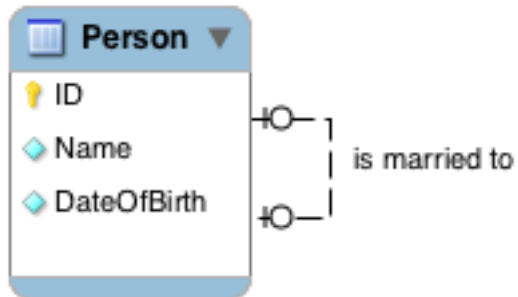 Person
ID
Name
DateOfBirth
is married to